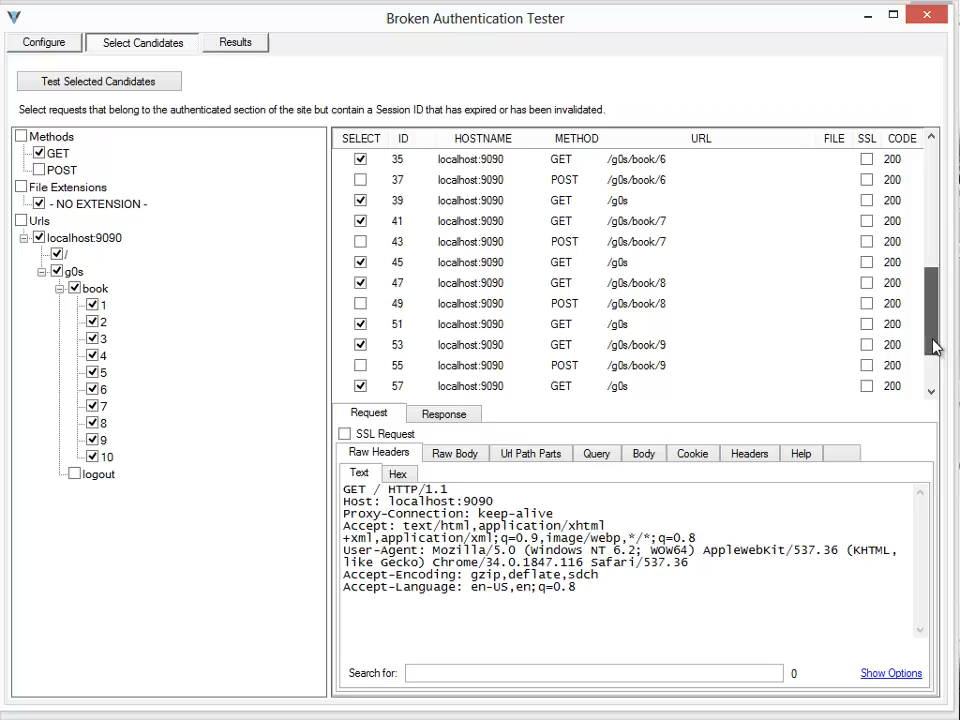 Broken Authentication Tester
Configure Select Candidates Results
Test Selected Candidates
Select requests that belong to the authenticated section of the site but contain a Session ID that has expired or has been invalidated.
Methods
GET
POST
File Extensions
- NO EXTENSION -
Urls
localhost:9090
/
g0s
book
1
2
3
4
5
6
7
8
9
10
logout
SELECT ID HOSTNAME METHOD URL FILE SSL CODE
35 localhost:9090 GET /g0s/book/6 200
37 localhost:9090 POST /g0s/book/6 200
39 localhost:9090 GET /g0s 200
41 localhost:9090 GET /g0s/book/7 200
43 localhost:9090 POST /g0s/book/7 200
45 localhost:9090 GET /g0s 200
47 localhost:9090 GET /g0s/book/8 200
49 localhost:9090 POST /g0s/book/8 200
51 localhost:9090 GET /g0s 200
53 localhost:9090 GET /g0s/book/9 200
55 localhost:9090 POST /g0s/book/9 200
57 localhost:9090 GET /g0s 200
Request Response
SSL Request
Raw Headers Raw Body Url Path Parts Query Body Cookie Headers Help
Text Hex
GET / HTTP/1.1
Host: localhost:9090
Proxy-Connection: keep-alive
Accept: text/html,application/xhtml
+xml,application/xml;q=0.9,image/webp,*/*;q=0.8
User-Agent: Mozilla/5.0 (Windows NT 6.2; WOW64) AppleWebKit/537.36 (KHTML,
like Gecko) Chrome/34.0.1847.116 Safari/537.36
Accept-Encoding: gzip,deflate,sdch
Accept-Language: en-US,en;q=0.8
Search for: 0 Show Options